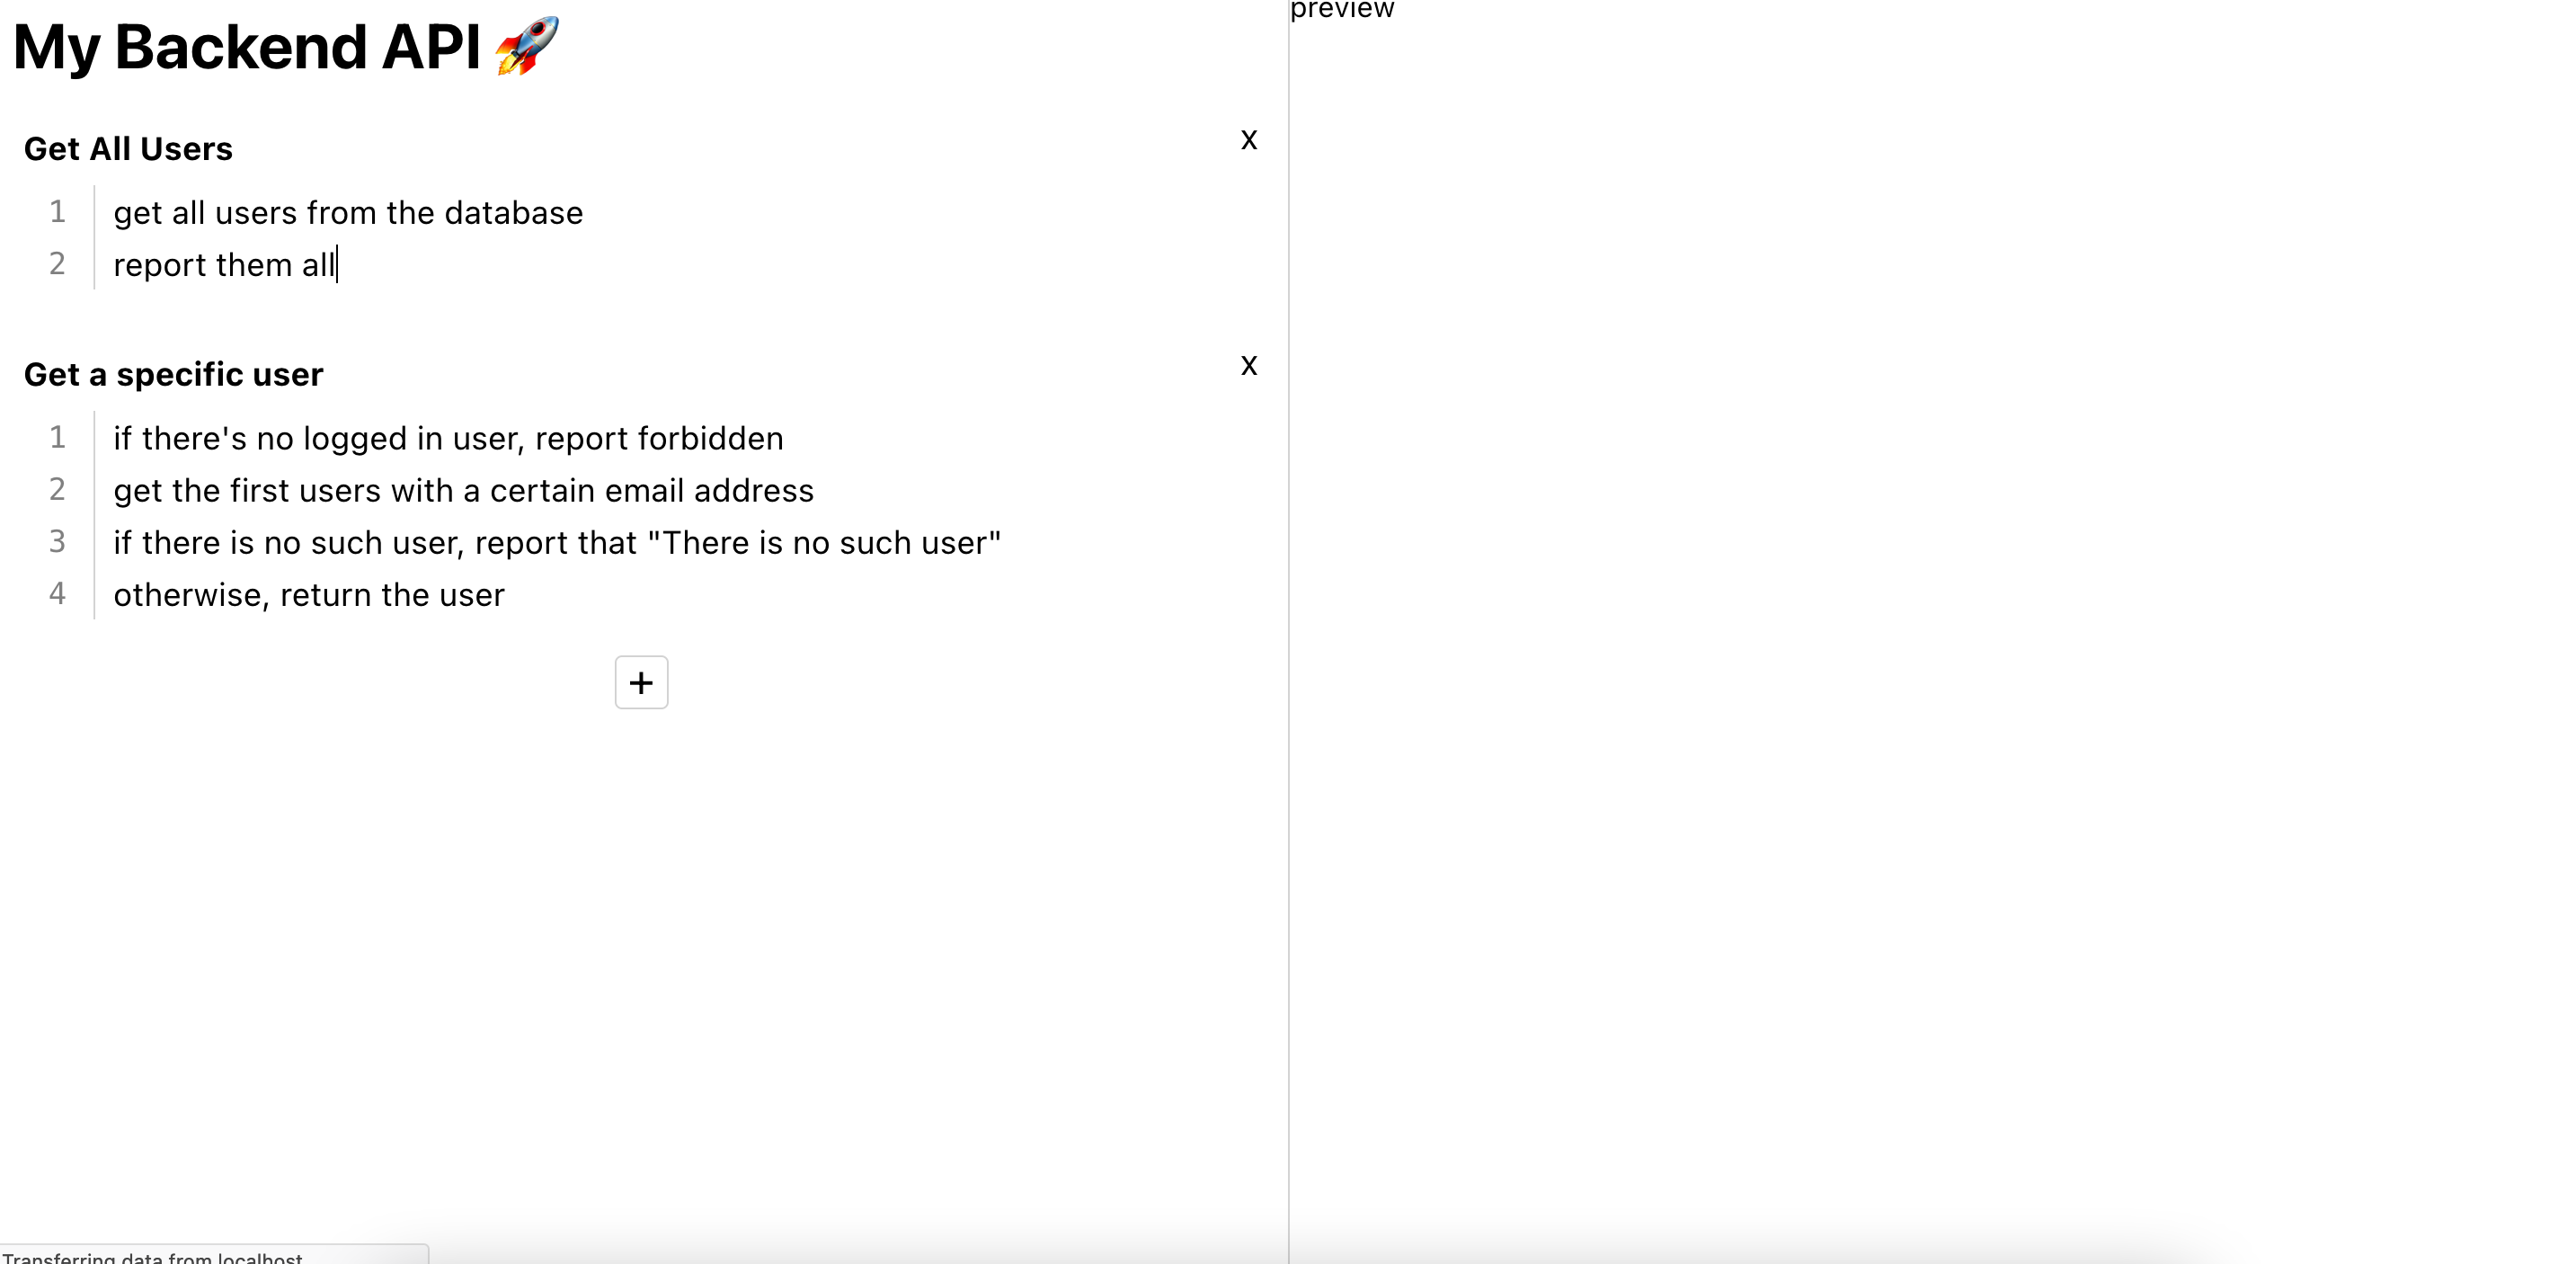 My Backend API 🚀
Get All Users
x
1 get all users from the database
2 report them all
Get a specific user
x
1 if there's no logged in user, report forbidden
2 get the first users with a certain email address
3 if there is no such user, report that "There is no such user"
4 otherwise, return the user
+
Transferring data from localhost
preview